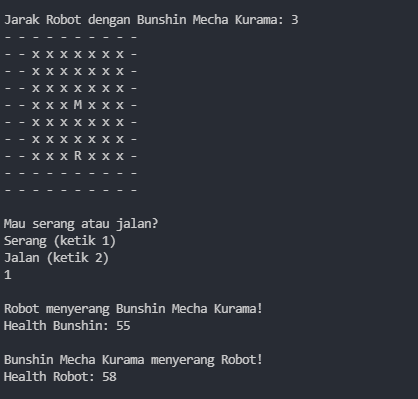 Jarak Robot dengan Bunshin Mecha Kurama: 3
- - - - - - - - - -
- - x x x x x x x -
- - x x x x x x x -
- - x x x x x x x -
- - x x x M x x x -
- - x x x x x x x -
- - x x x x x x x -
- - x x x R x x x -
- - - - - - - - - -
- - - - - - - - - -
Mau serang atau jalan?
Serang (ketik 1)
Jalan (ketik 2)
1
Robot menyerang Bunshin Mecha Kurama!
Health Bunshin: 55
Bunshin Mecha Kurama menyerang Robot!
Health Robot: 58